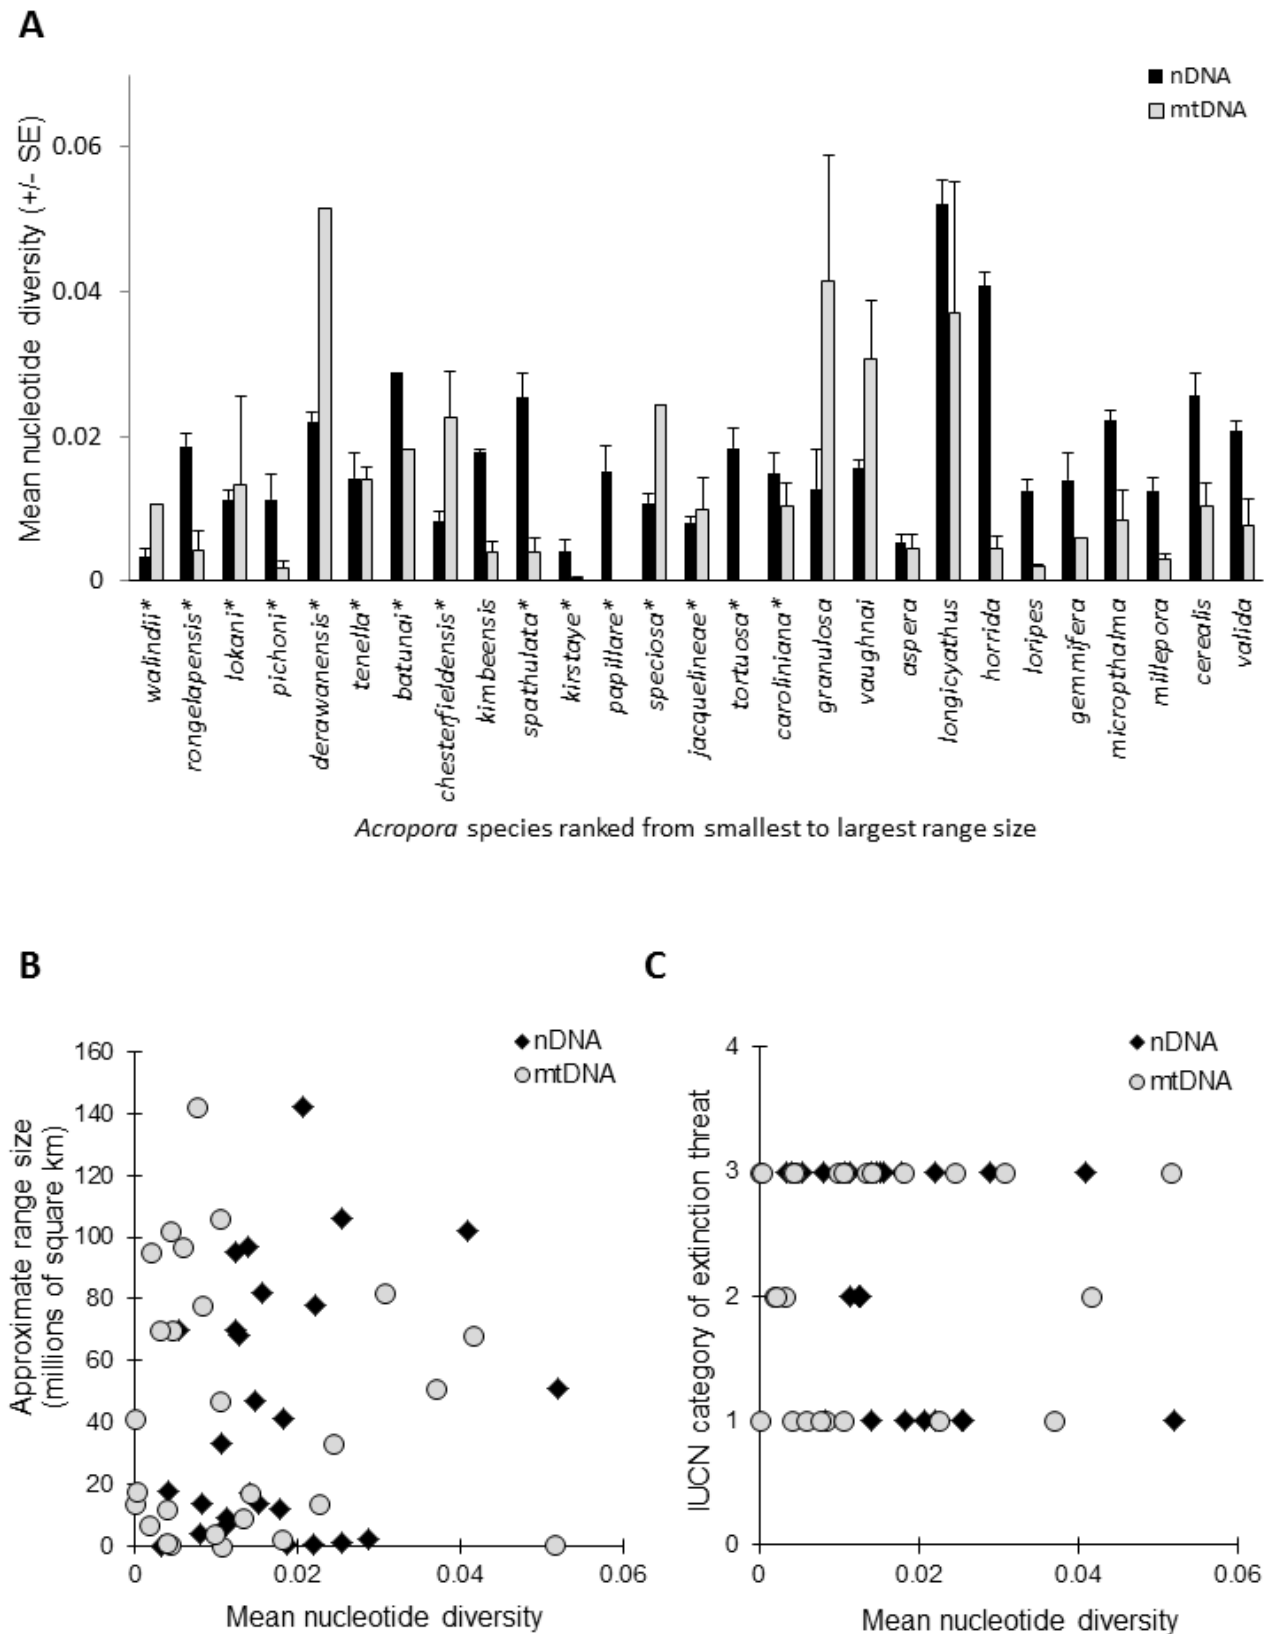 A
nDNA
mtDNA
Mean nucleotide diversity (+/- SE)
0.06
0.04
0.02
0
walindii*
rongelapensis*
lokani*
pichoni*
derawanensis*
tenella*
batunai*
chesterfieldensis*
kimbeensis
spathulata*
kirstaye*
papillare*
speciosa*
jacquelineae*
tortuosa*
caroliniana*
granulosa
vaughnai
aspera
longicyathus
horrida
loripes
gemmifera
micropthalma
millepora
cerealis
valida
Acropora species ranked from smallest to largest range size
B
nDNA
mtDNA
Approximate range size
(millions of square km)
160
140
120
100
80
60
40
20
0
0 0.02 0.04 0.06
Mean nucleotide diversity
C
nDNA
mtDNA
IUCN category of extinction threat
4
3
2
1
0
0 0.02 0.04 0.06
Mean nucleotide diversity